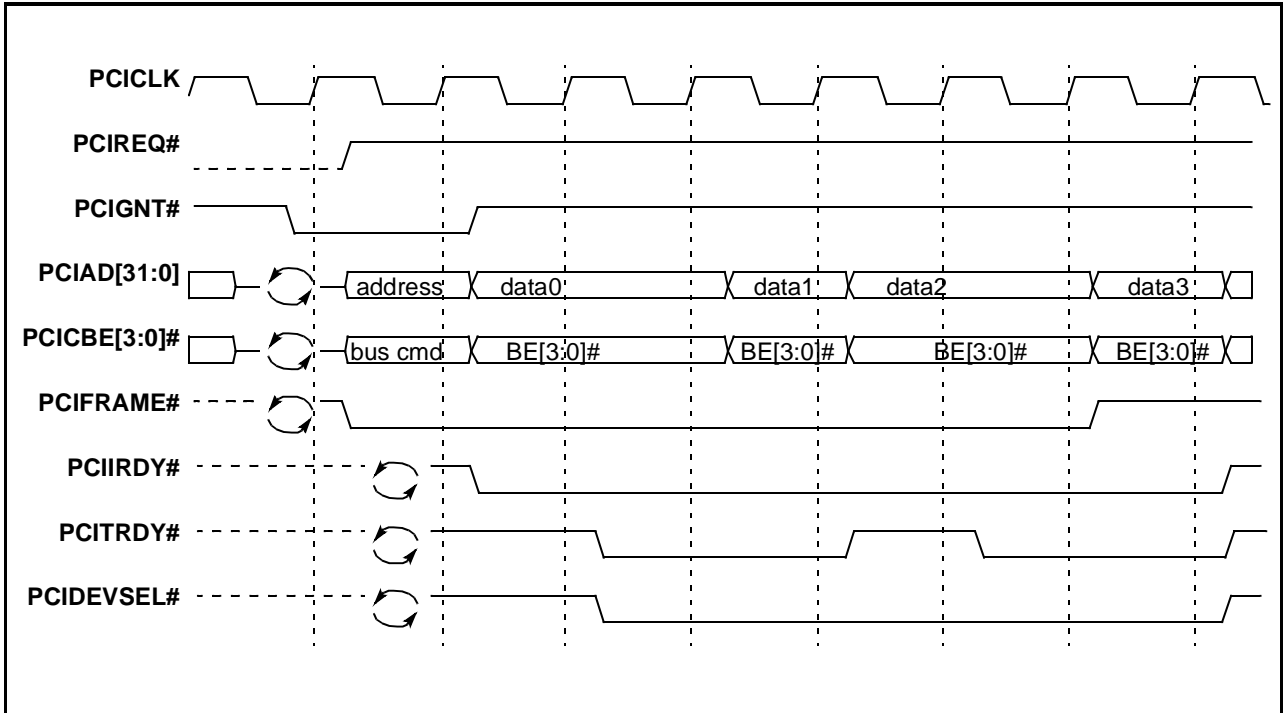 PCICLK
PCIREQ#
PCIGNT#
PCIAD[31:0] address data0 data1 data2 data3
PCICBE[3:0]# bus cmd BE[3:0]# BE[3:0]# BE[3:0]# BE[3:0]#
PCIFRAME#
PCIIRDY#
PCITRDY#
PCIDEVSEL#